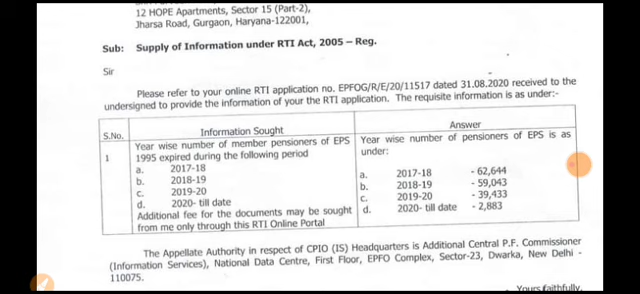 12 HOPE Apartments, Sector 15 (Part-2),
Jharsa Road, Gurgaon, Haryana-122001,
Sub: Supply of Information under RTI Act, 2005 – Reg.
Sir
Please refer to your online RTI application no. EPFOG/R/E/20/11517 dated 31.08.2020 received to the
undersigned to provide the information of your the RTI application. The requisite information is as under:-
S.No. Information Sought Answer
1 Year wise number of member pensioners of EPS
1995 expired during the following period
a. 2017-18
b. 2018-19
c. 2019-20
d. 2020- till date
Additional fee for the documents may be sought
from me only through this RTI Online Portal
Year wise number of pensioners of EPS is as
under:
a. 2017-18 - 62,644
b. 2018-19 - 59,043
c. 2019-20 - 39,433
d. 2020- till date - 2,883
The Appellate Authority in respect of CPIO (IS) Headquarters is Additional Central P.F. Commissioner
(Information Services), National Data Centre, First Floor, EPFO Complex, Sector-23, Dwarka, New Delhi -
110075.
Yours faithfully,